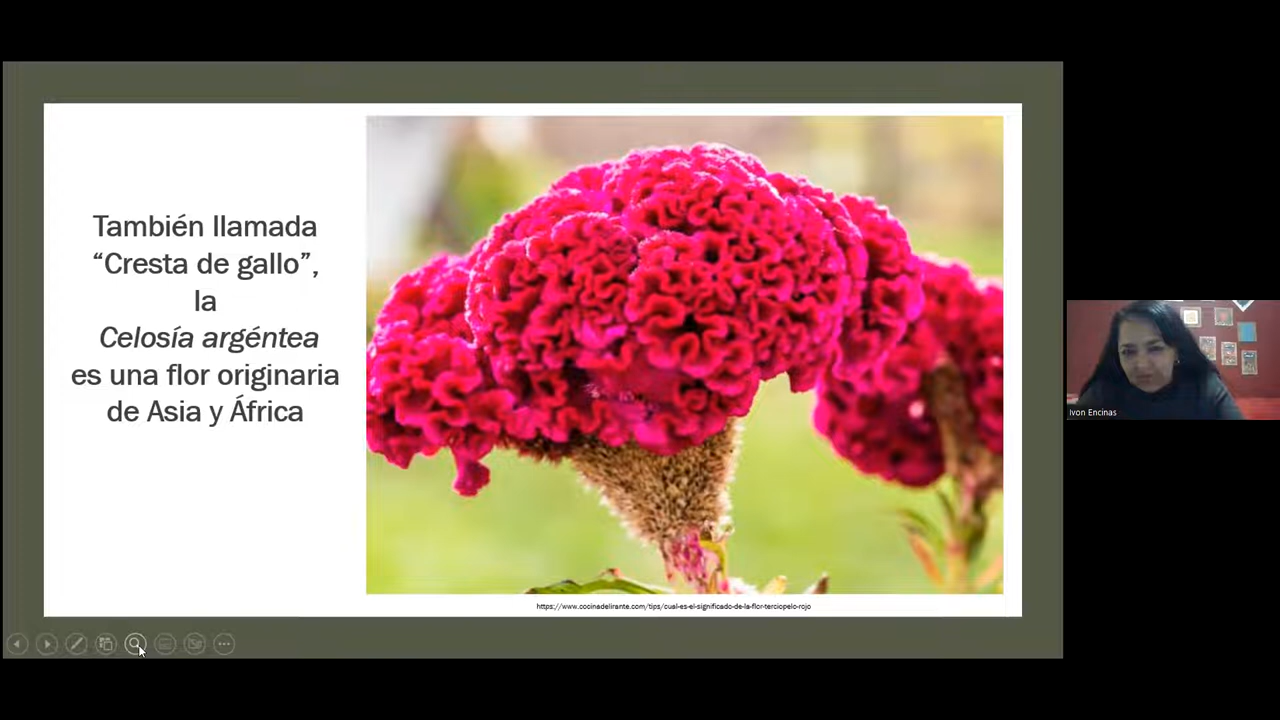 También llamada
“Cresta de gallo”,
la
Celosía argéntea
es una flor originaria
de Asia y África
https://www.cocinadelirante.com/tips/cual-es-el-significado-de-la-flor-terciopelo-rojo
Ivon Encinas